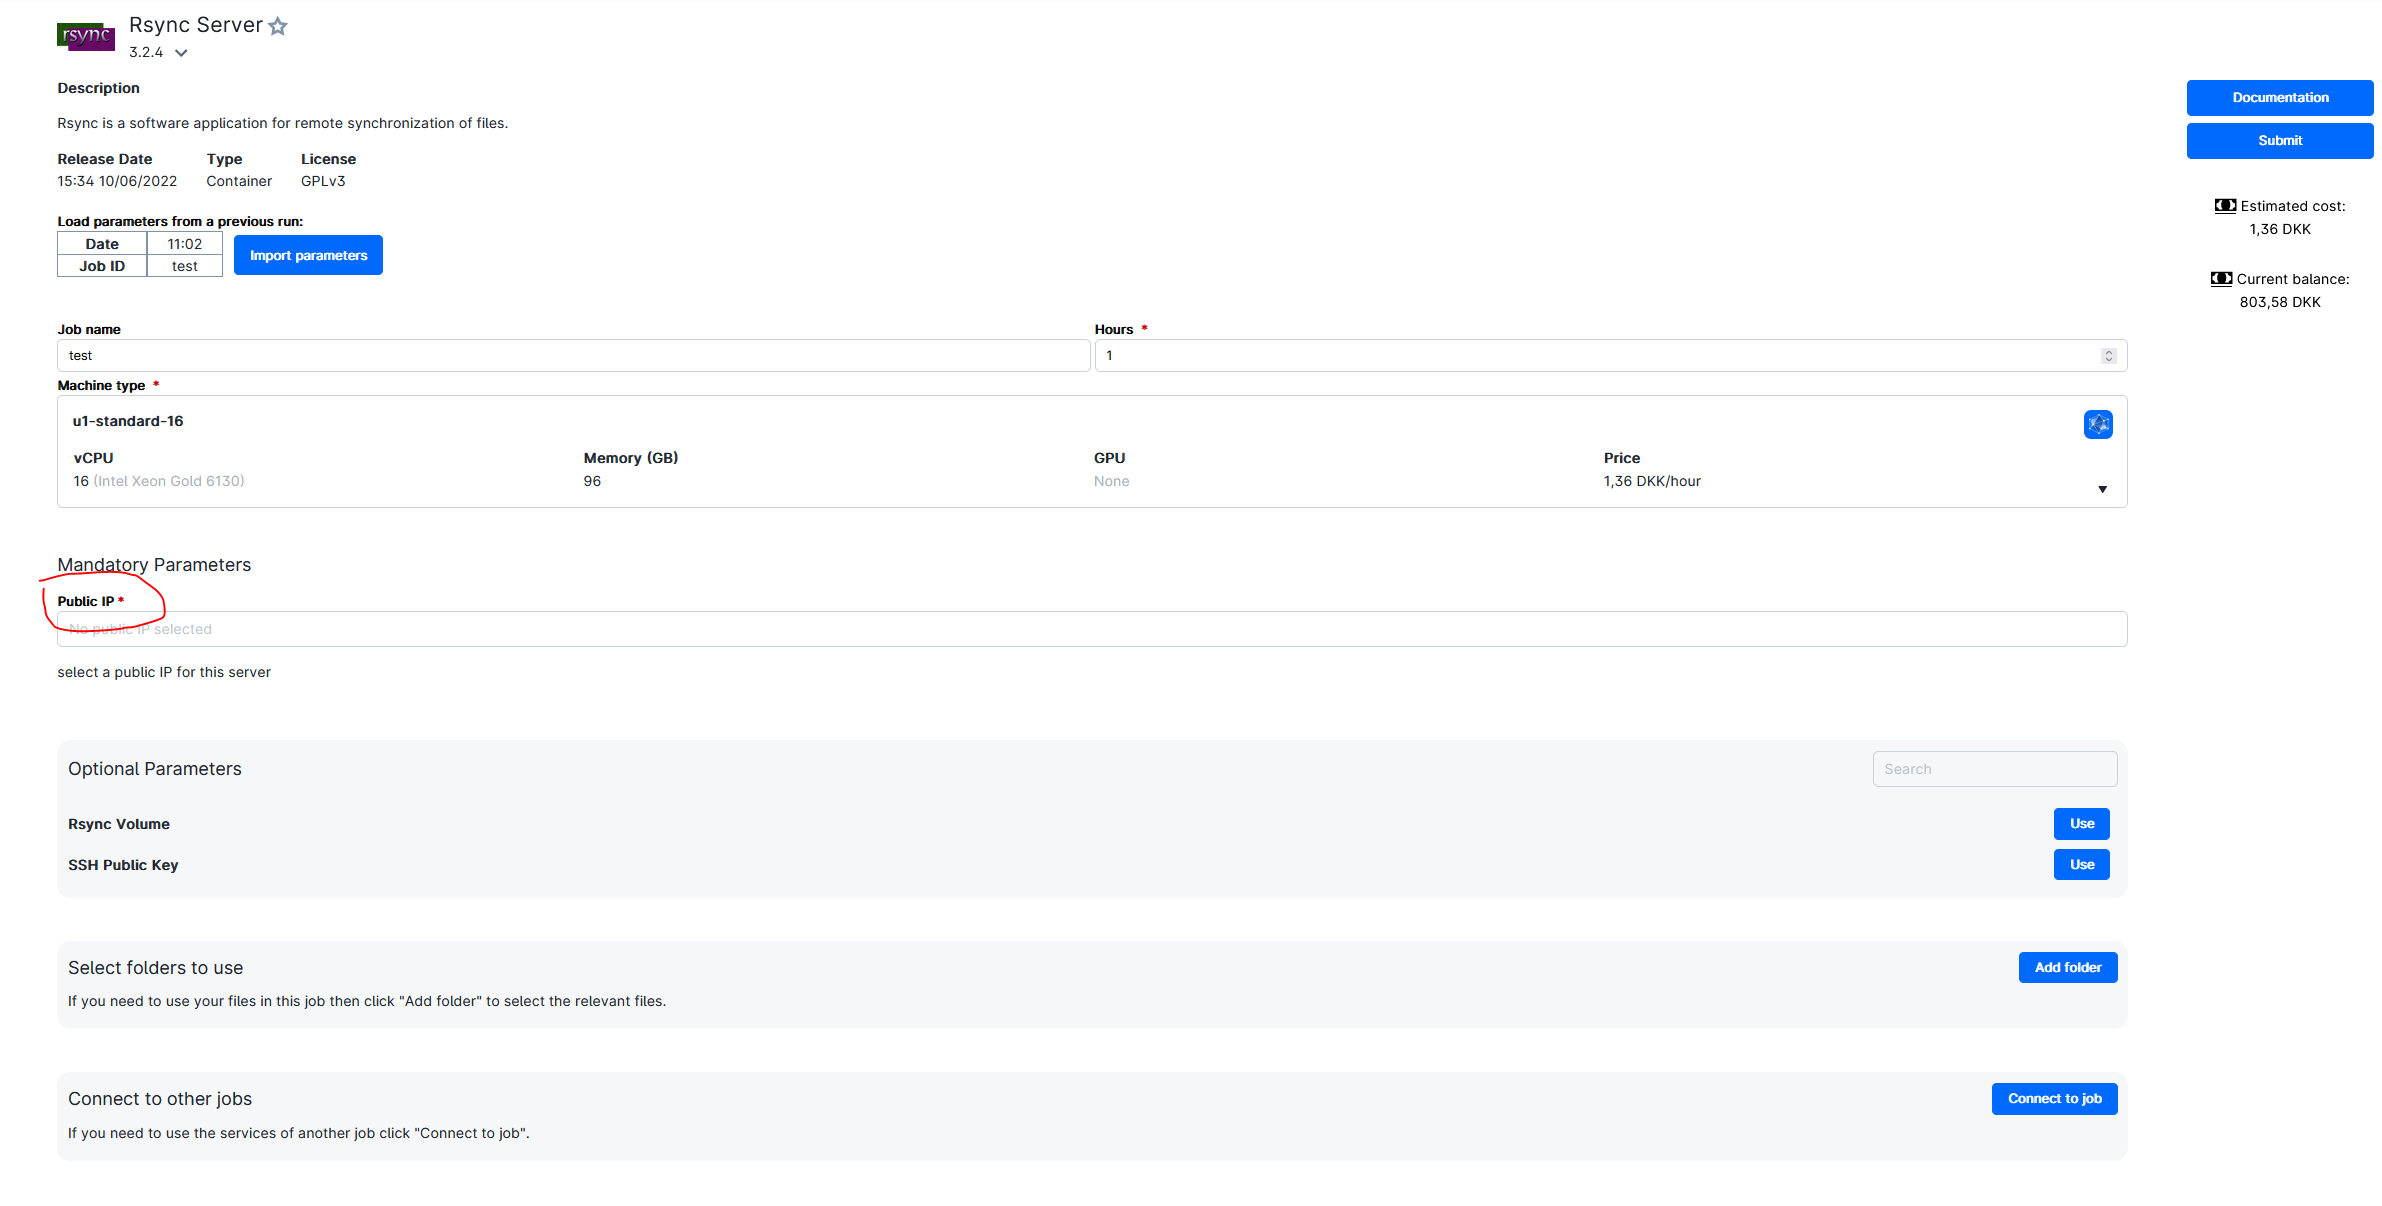 rsync
Rsync Server
3.2.4
Description
Rsync is a software application for remote synchronization of files.
Release Date Type License
15:34 10/06/2022 Container GPLv3
Load parameters from a previous run:
Date 11:02
Job ID test
Import parameters
Documentation
Submit
Estimated cost:
1,36 DKK
Current balance:
803,58 DKK
Job name
test
Hours *
1
Machine type *
u1-standard-16
vCPU Memory (GB) GPU Price
16 (Intel Xeon Gold 6130) 96 None 1,36 DKK/hour
Mandatory Parameters
Public IP *
No public IP selected
select a public IP for this server
Optional Parameters
Search
Rsync Volume Use
SSH Public Key Use
Select folders to use
Add folder
If you need to use your files in this job then click "Add folder" to select the relevant files.
Connect to other jobs
Connect to job
If you need to use the services of another job click "Connect to job".